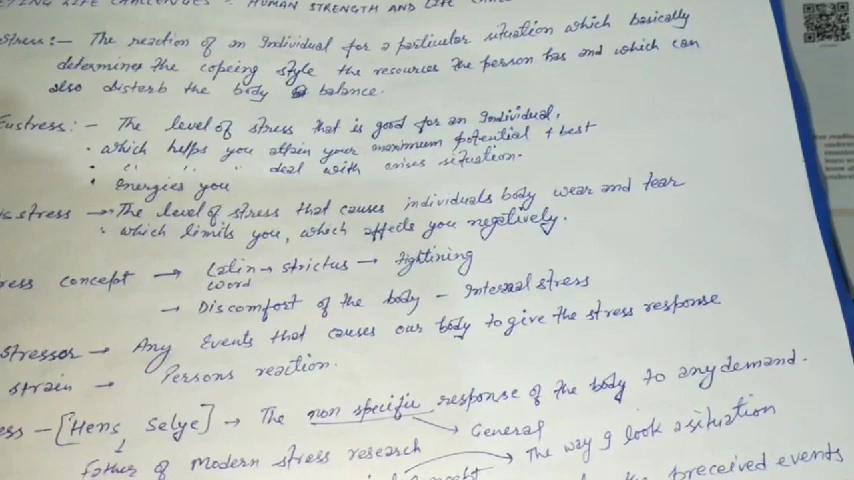 LIFE CHALLENGES - HUMAN STRENGTH AND LIFE
Stress:- The reaction of an Individual for a particular situation which basically
determines the copeing style the resources the person has and which can
also disturb the body balance.
Eustress:- The level of stress that is good for an Individual,
· which helps you attain your maximum potential + best
· " " " deal with crises situation.
· Energies you
is stress → The level of stress that causes individuals body wear and tear
: which limits you, which affects you negatively.
ress concept → Latin → strictus → tightining
word
→ Discomfort of the body - Internal stress
Stressor → Any Events that causes our body to give the stress response
strain → Persons reaction.
ess - [Hens Selye] → The non specific response of the body to any demand.
→ General
father of Modern stress research
→ The way I look a situation
preceived events